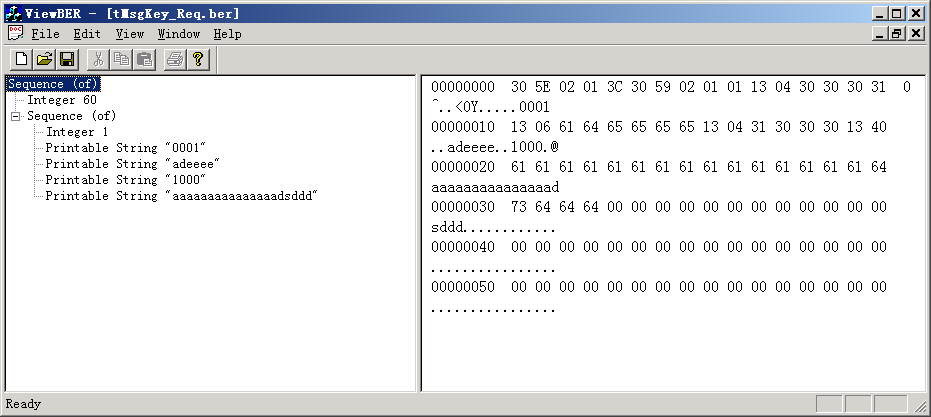 ViewBER - [tMsgKey_Req.ber]
File Edit View Window Help
Sequence (of)
Integer 60
Sequence (of)
Integer 1
Printable String "0001"
Printable String "adeeee"
Printable String "1000"
Printable String "aaaaaaaaaaaaaaadsddd"
00000000 30 5E 02 01 3C 30 59 02 01 01 13 04 30 30 30 31 0
^..<0Y.....0001
00000010 13 06 61 64 65 65 65 65 13 04 31 30 30 30 13 40
..adeeee..1000.@
00000020 61 61 61 61 61 61 61 61 61 61 61 61 61 61 61 64
aaaaaaaaaaaaaaad
00000030 73 64 64 64 00 00 00 00 00 00 00 00 00 00 00 00
sddd............
00000040 00 00 00 00 00 00 00 00 00 00 00 00 00 00 00 00
................
00000050 00 00 00 00 00 00 00 00 00 00 00 00 00 00 00 00
................
Ready